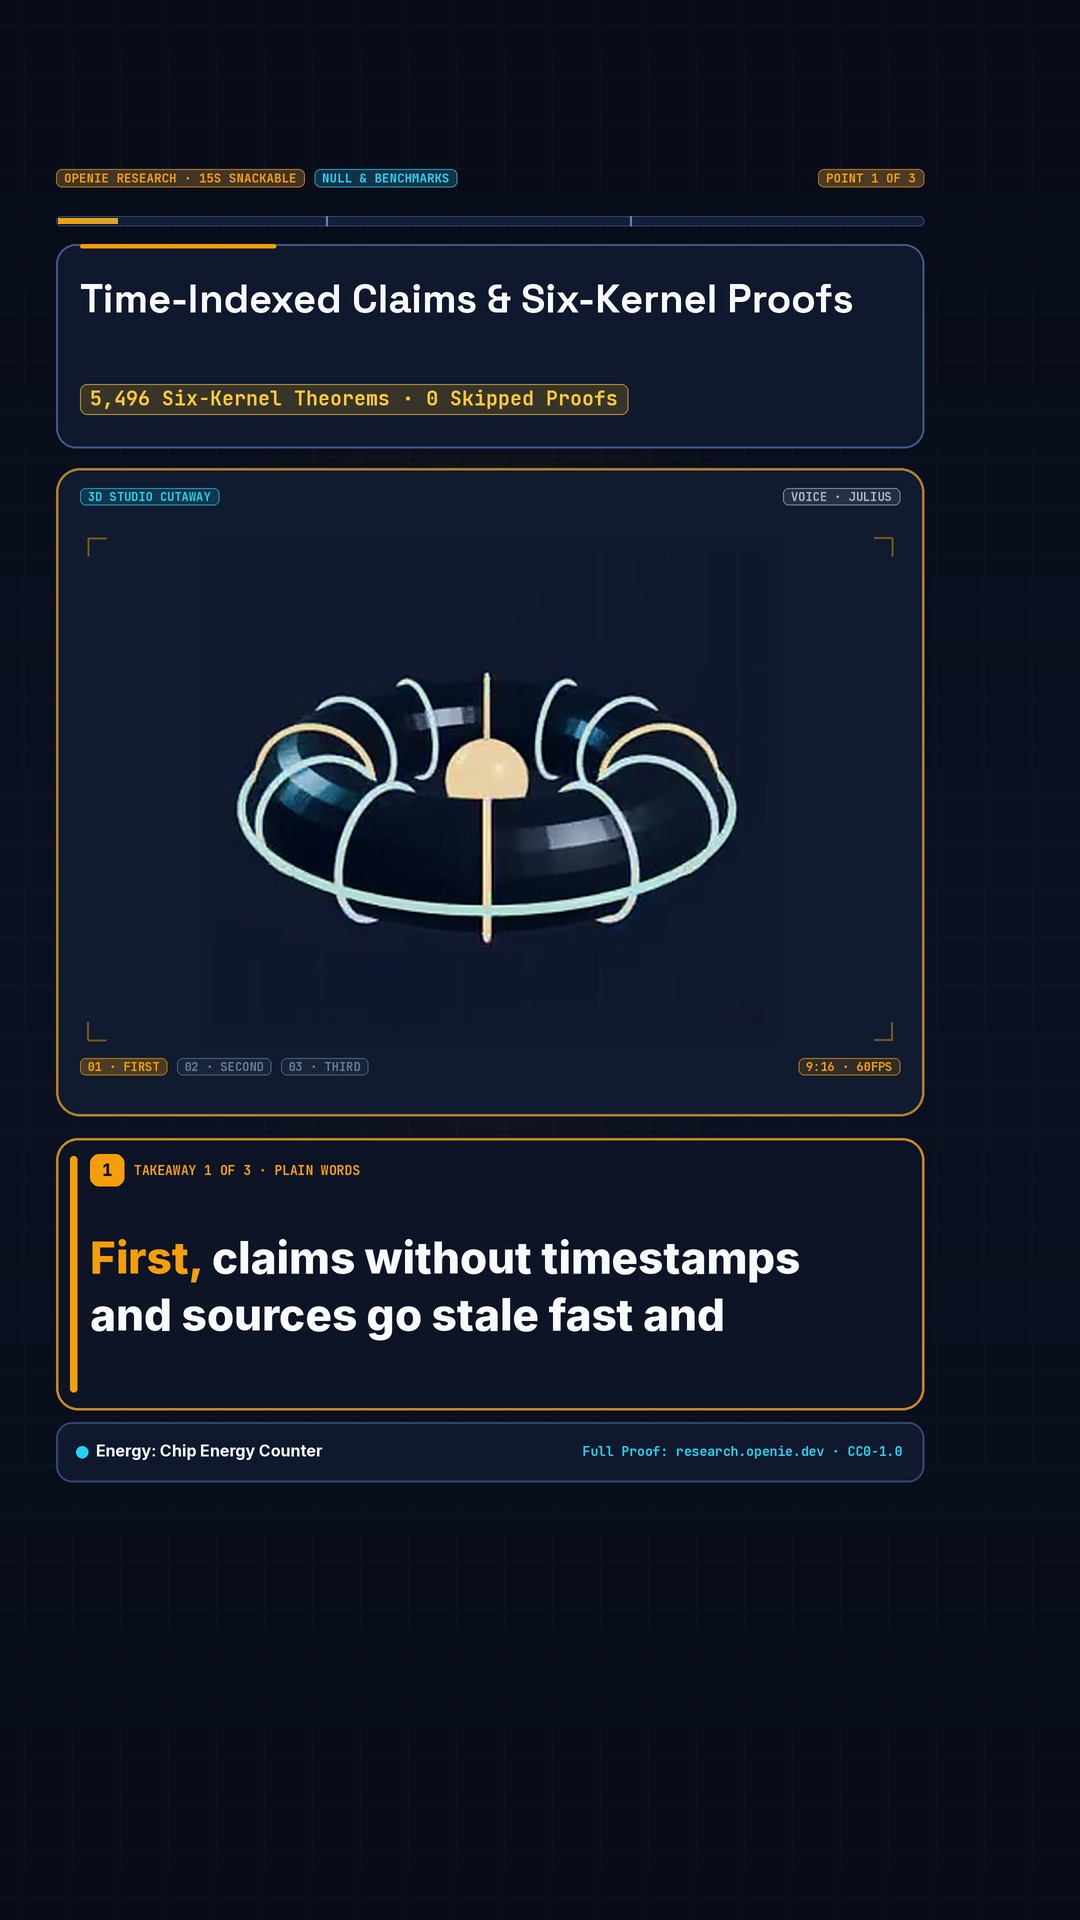 OPENIE RESEARCH · 15S SNACKABLE
NULL & BENCHMARKS
POINT 1 OF 3
Time-Indexed Claims & Six-Kernel Proofs
5,496 Six-Kernel Theorems · 0 Skipped Proofs
3D STUDIO CUTAWAY
VOICE · JULIUS
01 · FIRST
02 · SECOND
03 · THIRD
9:16 · 60FPS
1
TAKEAWAY 1 OF 3 · PLAIN WORDS
First, claims without timestamps
and sources go stale fast and
Energy: Chip Energy Counter
Full Proof: research.openie.dev · CC0-1.0